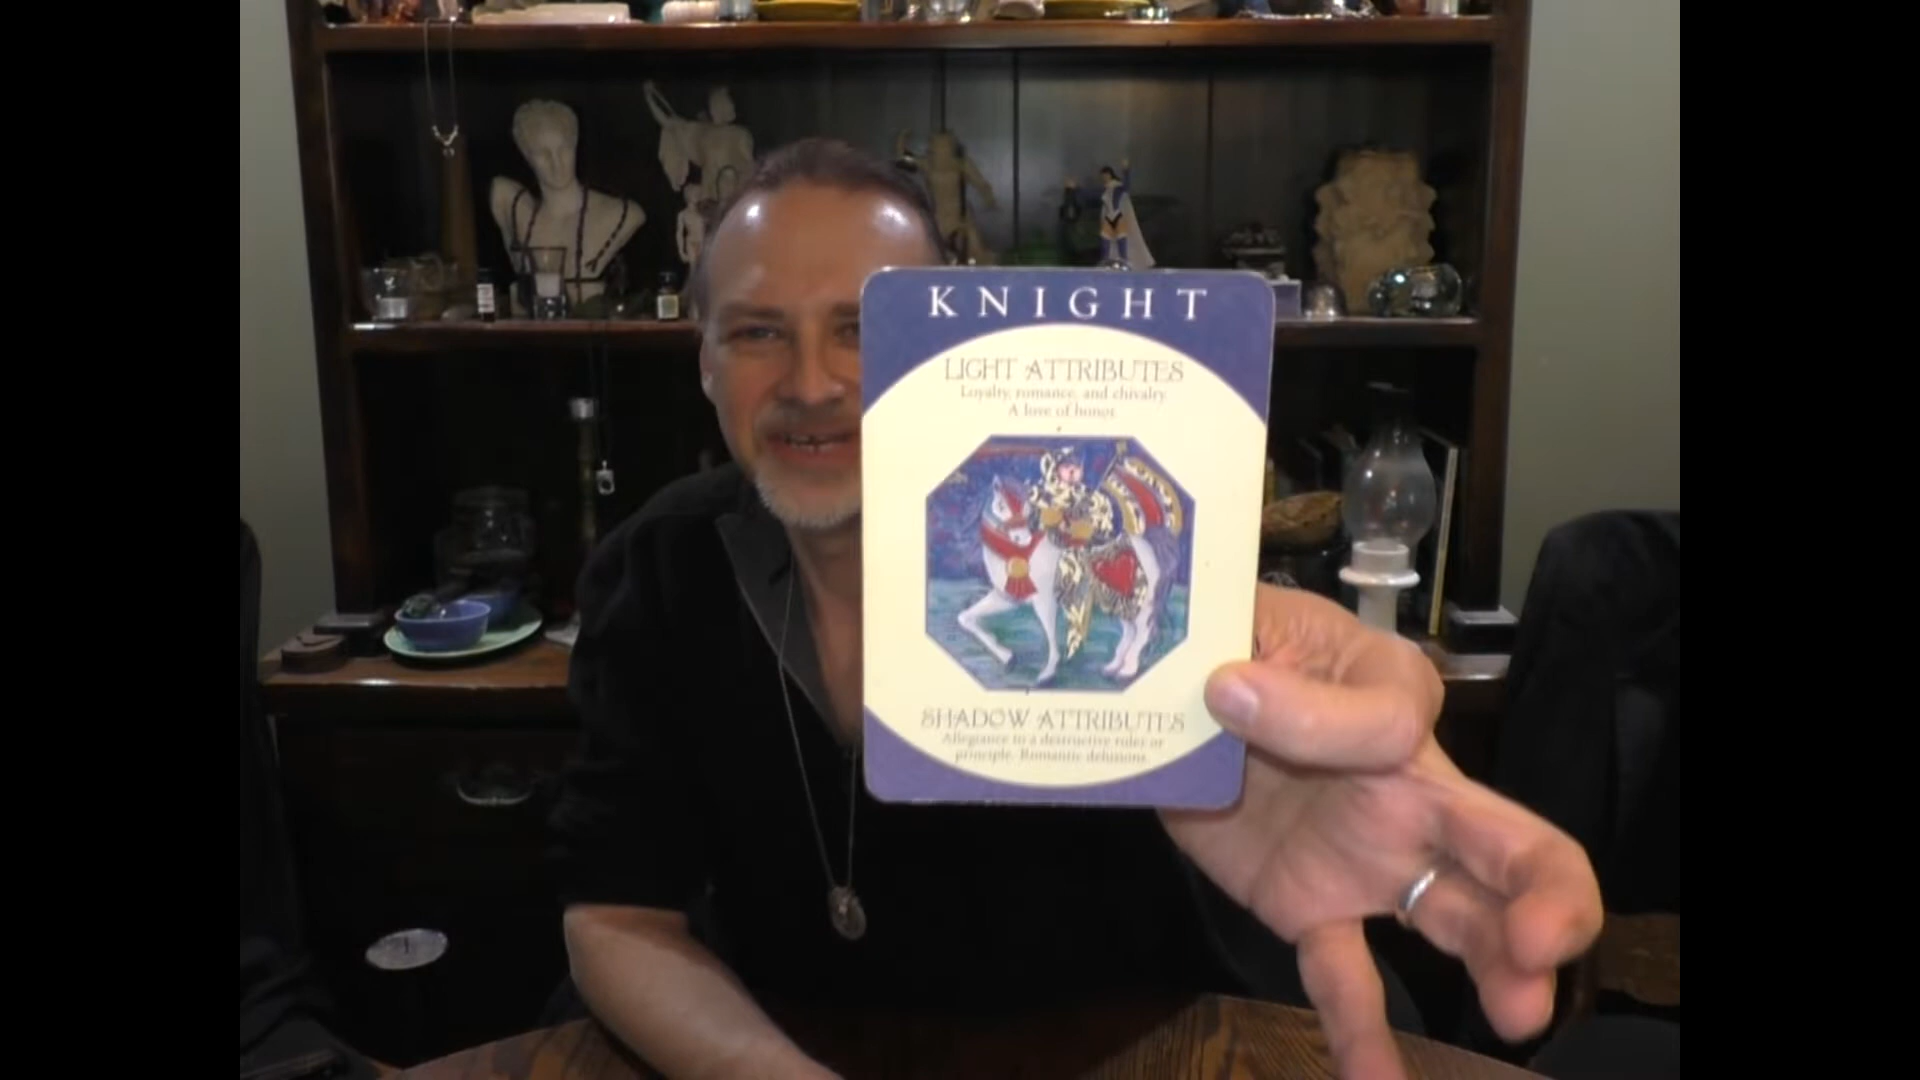 KNIGHT
LIGHT ATTRIBUTES
Loyalty, romance, and chivalry.
A love of honor.
SHADOW ATTRIBUTES
Allegiance to a destructive ruler or
principle. Romantic delusions.